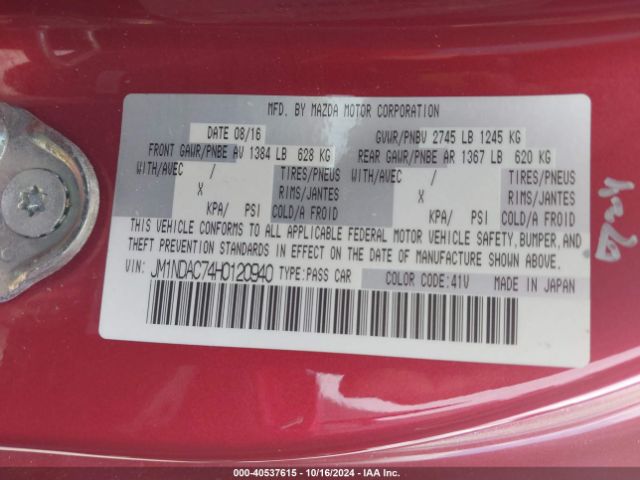 MFD. BY MAZDA MOTOR CORPORATION
DATE 08/16 GVWR/PNBV 2745 LB 1245 KG
FRONT GAWR/PNBE AV 1384 LB 628 KG REAR GAWR/PNBE AR 1367 LB 620 KG
WITH/AVEC / TIRES/PNEUS WITH/AVEC / TIRES/PNEUS
X RIMS/JANTES X RIMS/JANTES
KPA/ PSI COLD/A FROID KPA/ PSI COLD/A FROID
THIS VEHICLE CONFORMS TO ALL APPLICABLE FEDERAL MOTOR VEHICLE SAFETY, BUMPER, AND
THEFT PREVENTION STANDARDS IN EFFECT ON THE DATE OF MANUFACTURE SHOWN ABOVE.
VIN: JM1NDAC74H0120940 TYPE:PASS CAR COLOR CODE:41V MADE IN JAPAN
000-40537615 - 10/16/2024 - IAA Inc.